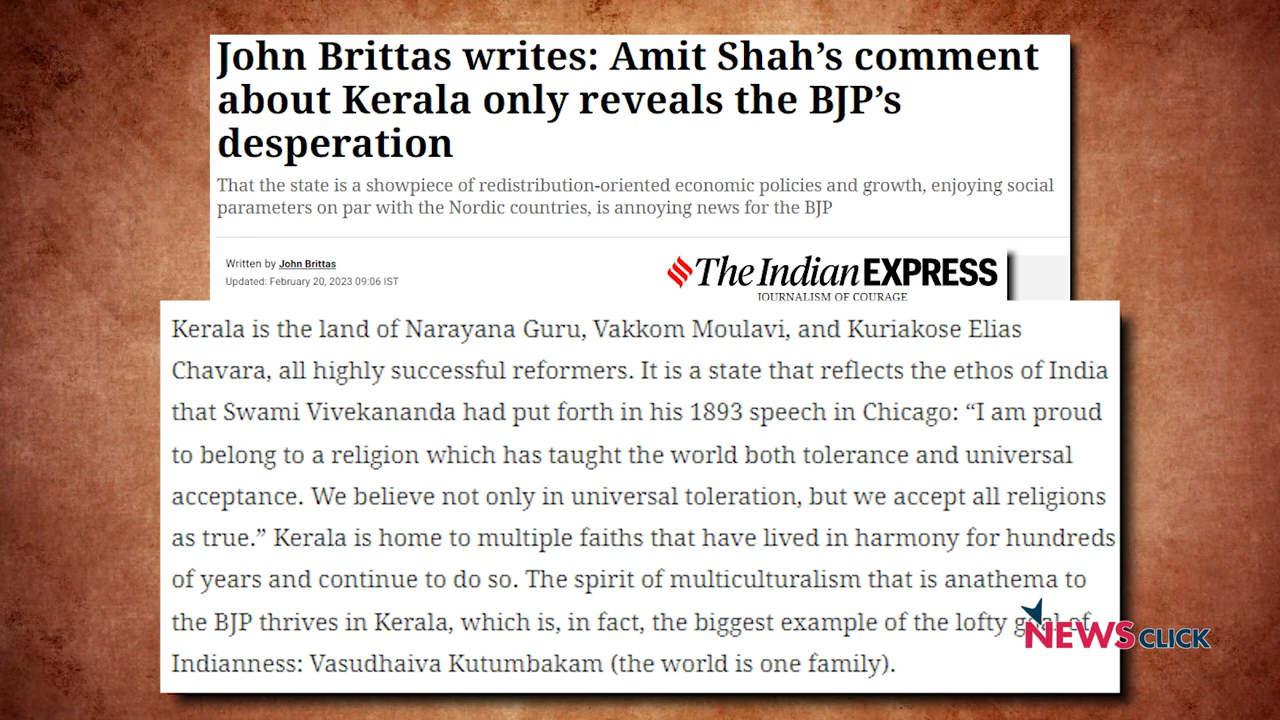 John Brittas writes: Amit Shah’s comment
about Kerala only reveals the BJP’s
desperation
That the state is a showpiece of redistribution-oriented economic policies and growth, enjoying social
parameters on par with the Nordic countries, is annoying news for the BJP
Written by John Brittas
Updated: February 20, 2023 09:06 IST
The Indian EXPRESS
JOURNALISM OF COURAGE
Kerala is the land of Narayana Guru, Vakkom Moulavi, and Kuriakose Elias
Chavara, all highly successful reformers. It is a state that reflects the ethos of India
that Swami Vivekananda had put forth in his 1893 speech in Chicago: “I am proud
to belong to a religion which has taught the world both tolerance and universal
acceptance. We believe not only in universal toleration, but we accept all religions
as true.” Kerala is home to multiple faiths that have lived in harmony for hundreds
of years and continue to do so. The spirit of multiculturalism that is anathema to
the BJP thrives in Kerala, which is, in fact, the biggest example of the lofty goal of
Indianness: Vasudhaiva Kutumbakam (the world is one family).
NEWSCLICK